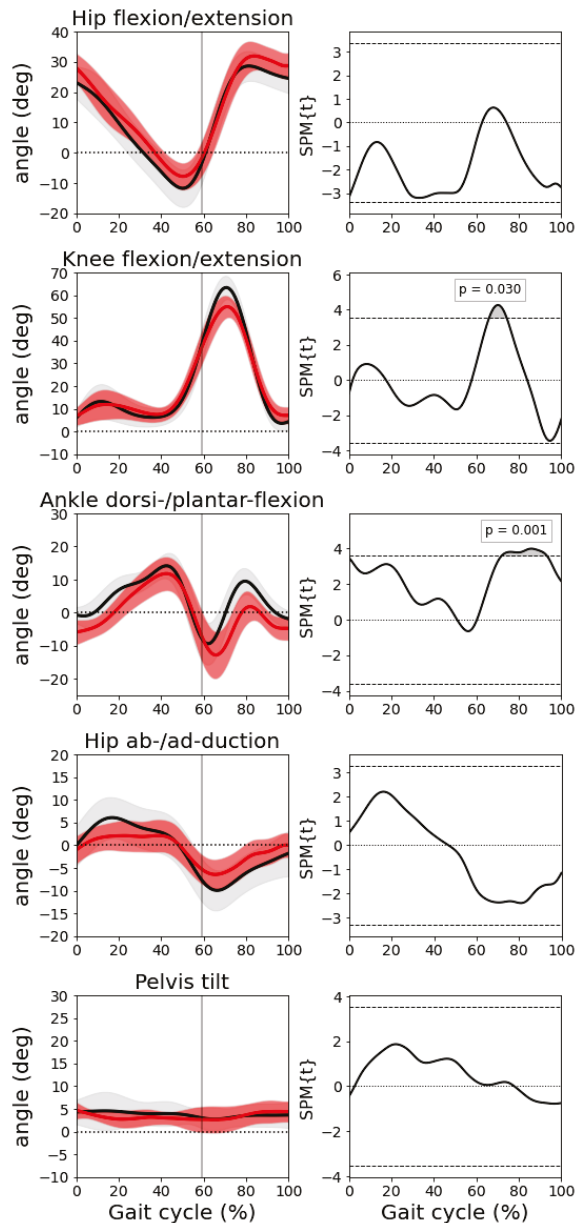 Hip flexion/extension
angle (deg)
40
30
20
10
0
−10
−20
0 20 40 60 80 100
SPM{t}
3
2
1
0
−1
−2
−3
0 20 40 60 80 100
Knee flexion/extension
angle (deg)
70
60
50
40
30
20
10
0
−10
0 20 40 60 80 100
SPM{t}
p = 0.030
6
4
2
0
−2
−4
0 20 40 60 80 100
Ankle dorsi-/plantar-flexion
angle (deg)
30
20
10
0
−10
−20
0 20 40 60 80 100
SPM{t}
p = 0.001
4
2
0
−2
−4
0 20 40 60 80 100
Hip ab-/ad-duction
angle (deg)
20
15
10
5
0
−5
−10
−15
−20
0 20 40 60 80 100
SPM{t}
3
2
1
0
−1
−2
−3
0 20 40 60 80 100
Pelvis tilt
angle (deg)
30
25
20
15
10
5
0
−5
−10
0 20 40 60 80 100
Gait cycle (%)
SPM{t}
4
2
0
−2
−4
0 20 40 60 80 100
Gait cycle (%)